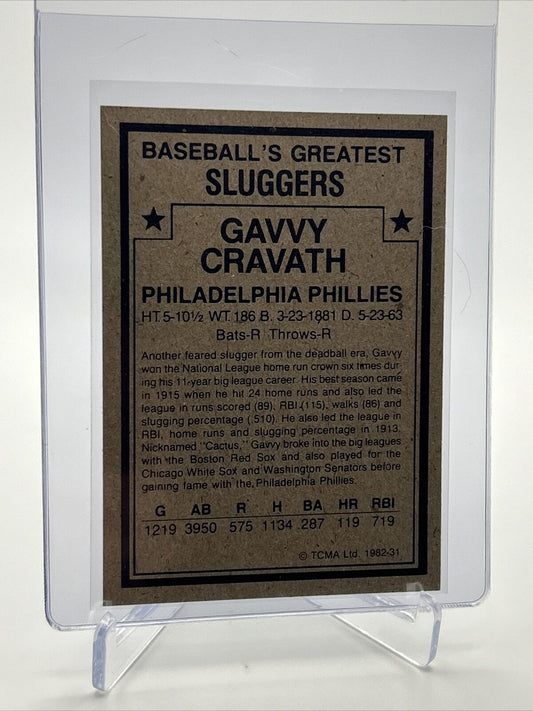 BASEBALL'S GREATEST
SLUGGERS
GAVVY
CRAVATH
PHILADELPHIA PHILLIES
HT. 5-10½ WT. 186 B. 3-23-1881 D. 5-23-63
Bats-R Throws-R
Another feared slugger from the deadball era, Gavvy
won the National League home run crown six times dur-
ing his 11-year big league career. His best season came
in 1915 when he hit 24 home runs and also led the
league in runs scored (89), RBI (115), walks (86) and
slugging percentage (.510). He also led the league in
RBI, home runs and slugging percentage in 1913.
Nicknamed "Cactus," Gavvy broke into the big leagues
with the Boston Red Sox and also played for the
Chicago White Sox and Washington Senators before
gaining fame with the Philadelphia Phillies.
G AB R H BA HR RBI
1219 3950 575 1134 .287 119 719
© TCMA Ltd. 1982-31